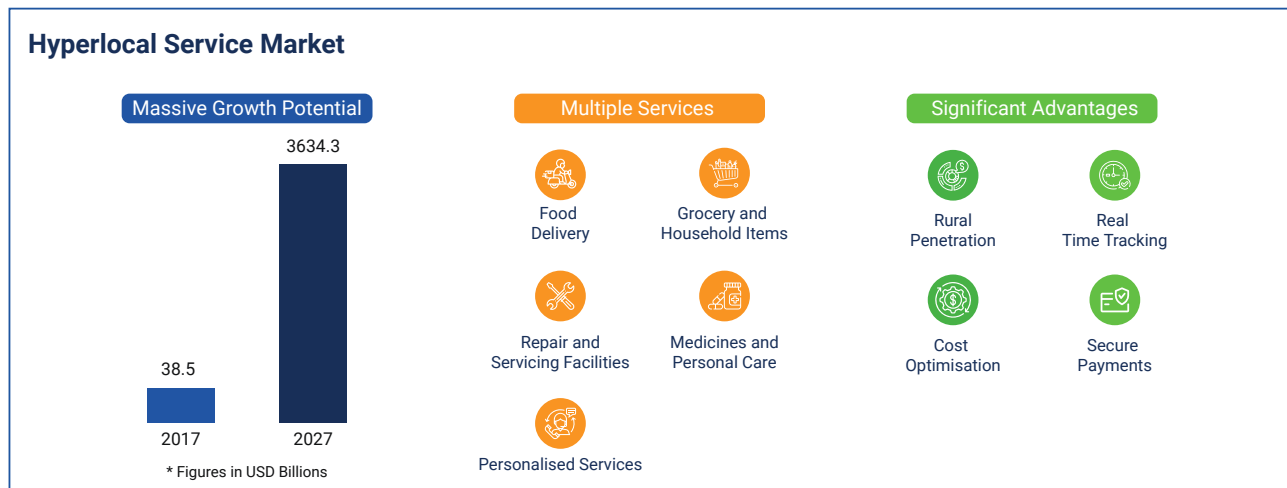 Hyperlocal Service Market
Massive Growth Potential
3634.3
38.5
2017
2027
* Figures in USD Billions
Multiple Services
Food
Delivery
Grocery and
Household Items
Repair and
Servicing Facilities
Medicines and
Personal Care
Personalised Services
Significant Advantages
Rural
Penetration
Real
Time Tracking
Cost
Optimisation
Secure
Payments